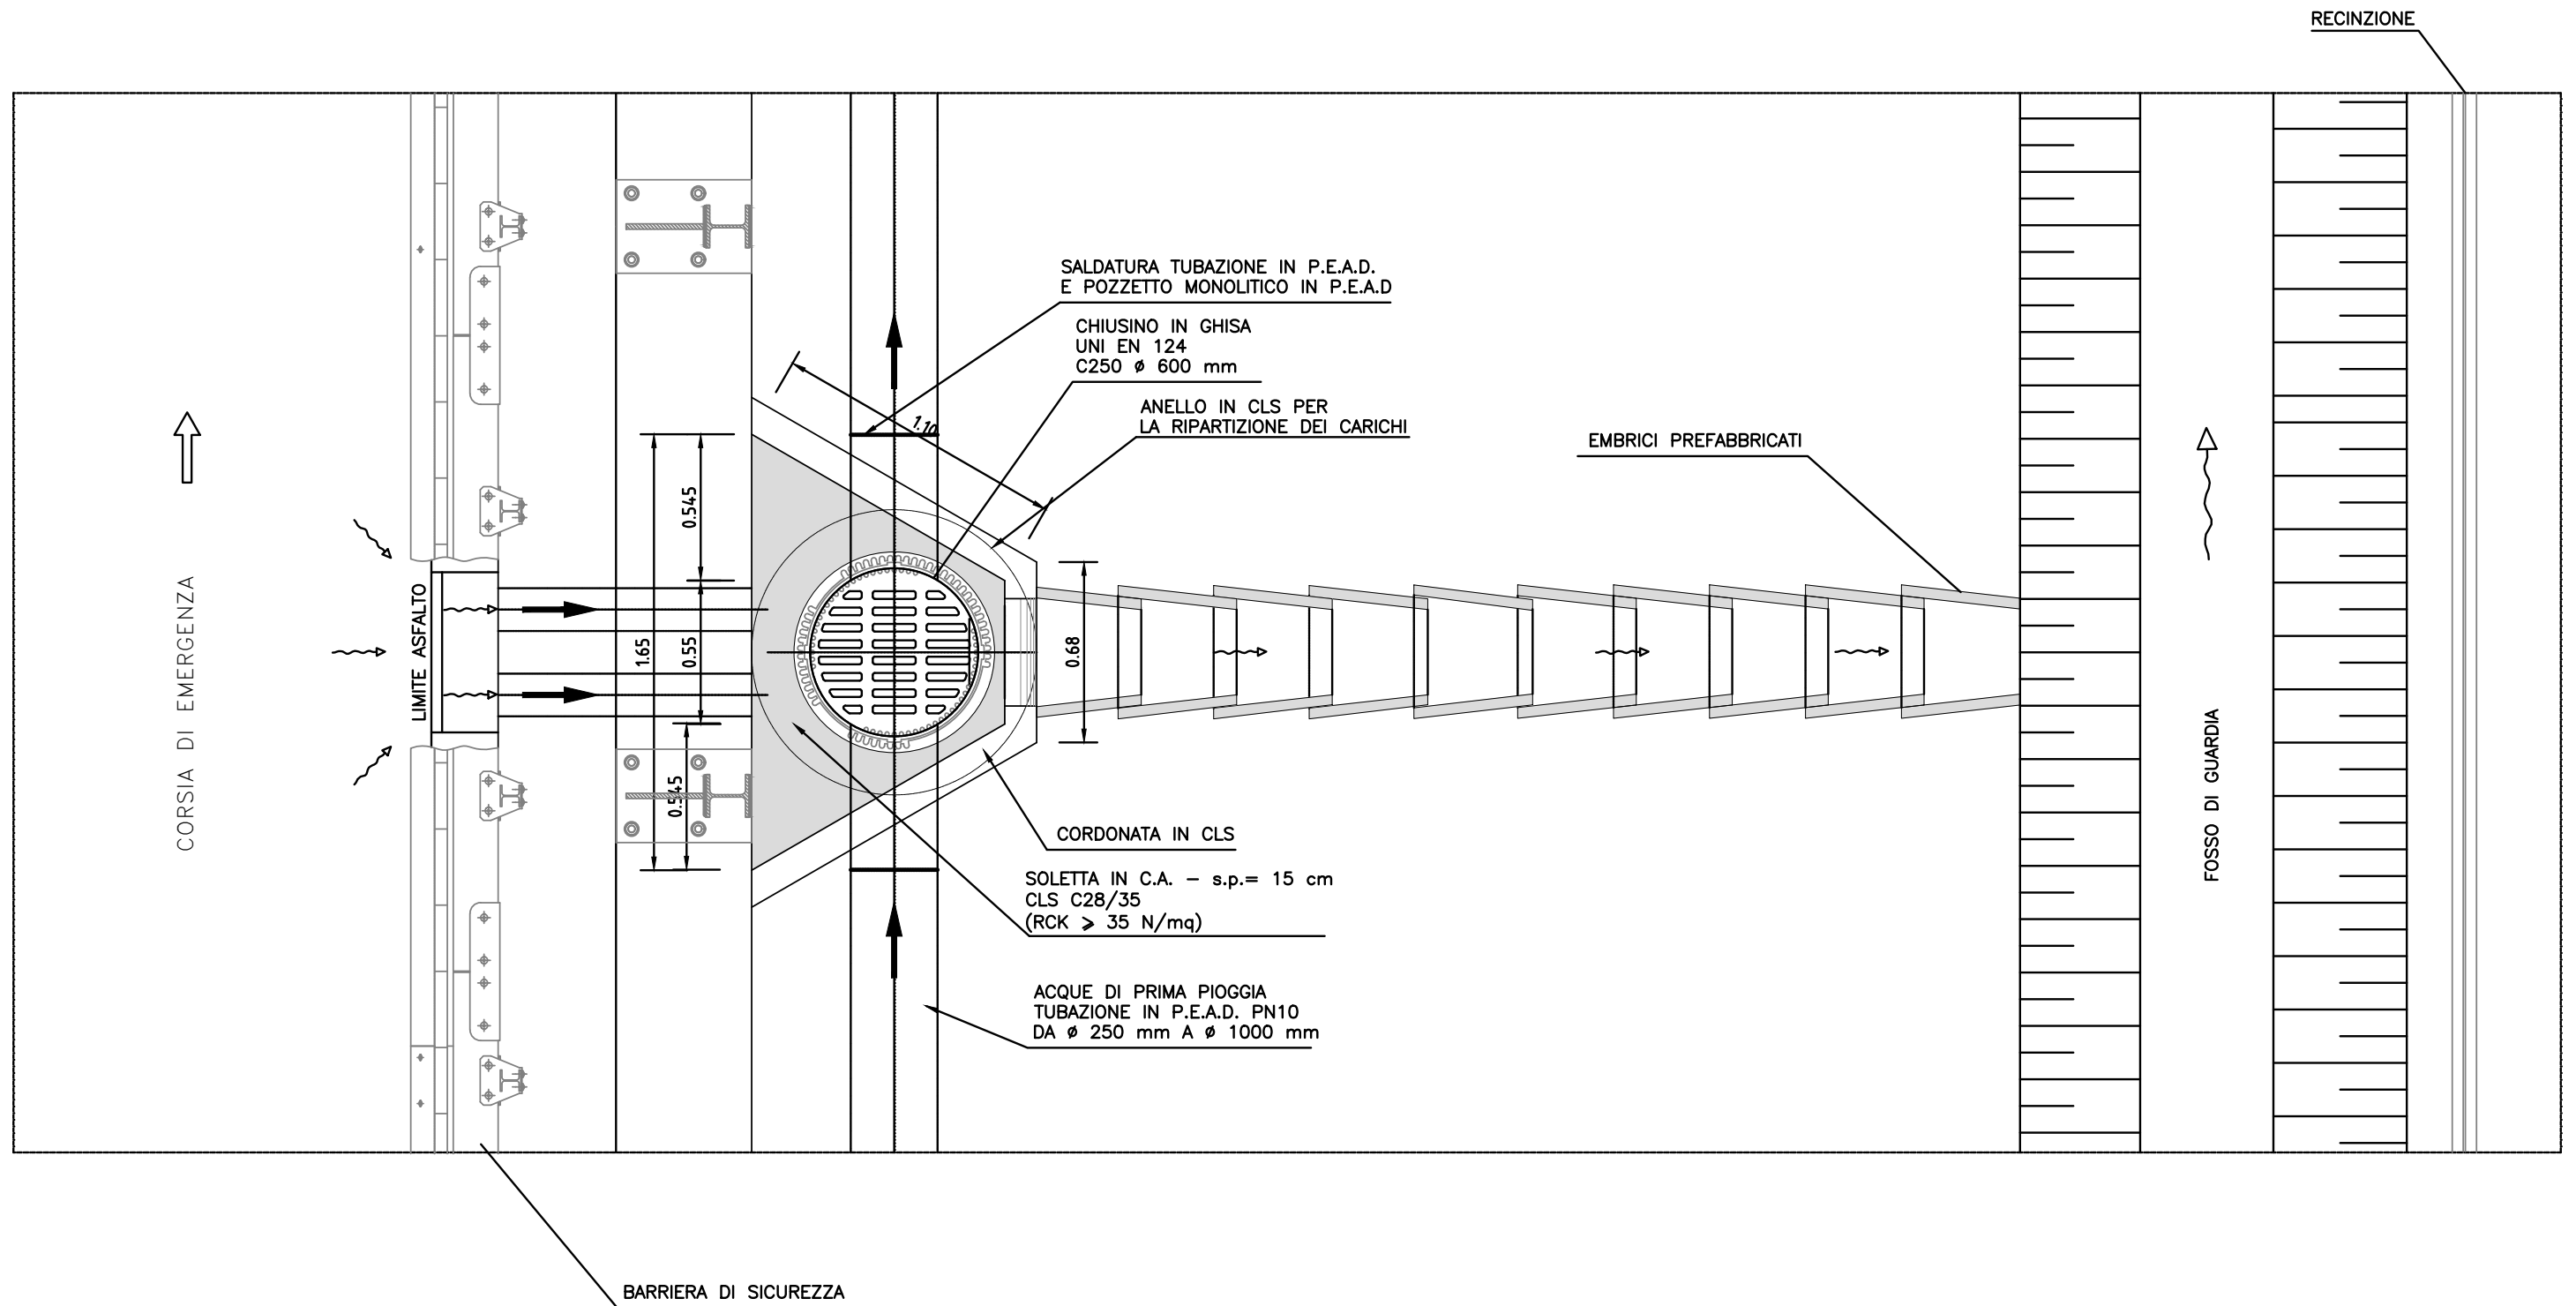 RECINZIONE
SALDATURA TUBAZIONE IN P.E.A.D.
E POZZETTO MONOLITICO IN P.E.A.D
CHIUSINO IN GHISA
UNI EN 124
C250 ø 600 mm
ANELLO IN CLS PER
LA RIPARTIZIONE DEI CARICHI
1.10
EMBRICI PREFABBRICATI
CORSIA DI EMERGENZA
LIMITE ASFALTO
1.65
0.545
0.55
0.545
0.68
FOSSO DI GUARDIA
CORDONATA IN CLS
SOLETTA IN C.A. – s.p.= 15 cm
CLS C28/35
(RCK ⩾ 35 N/mq)
ACQUE DI PRIMA PIOGGIA
TUBAZIONE IN P.E.A.D. PN10
DA ø 250 mm A ø 1000 mm
BARRIERA DI SICUREZZA